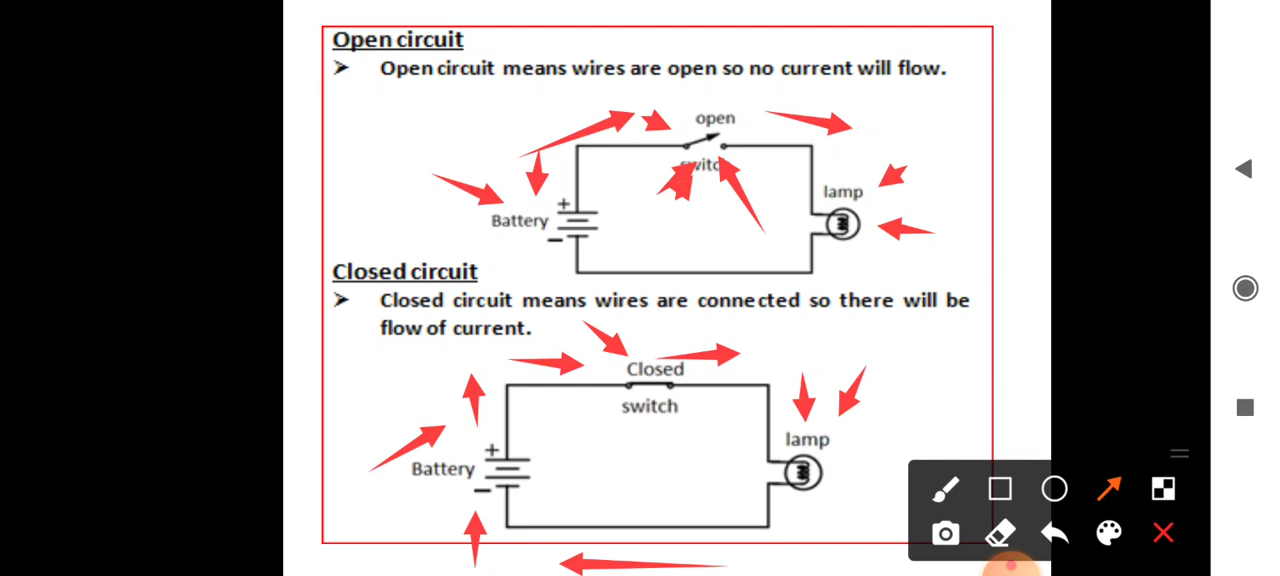 Open circuit
➤ Open circuit means wires are open so no current will flow.
open
switch
lamp
+
Battery
−
Closed circuit
➤ Closed circuit means wires are connected so there will be
flow of current.
Closed
switch
lamp
+
Battery
−